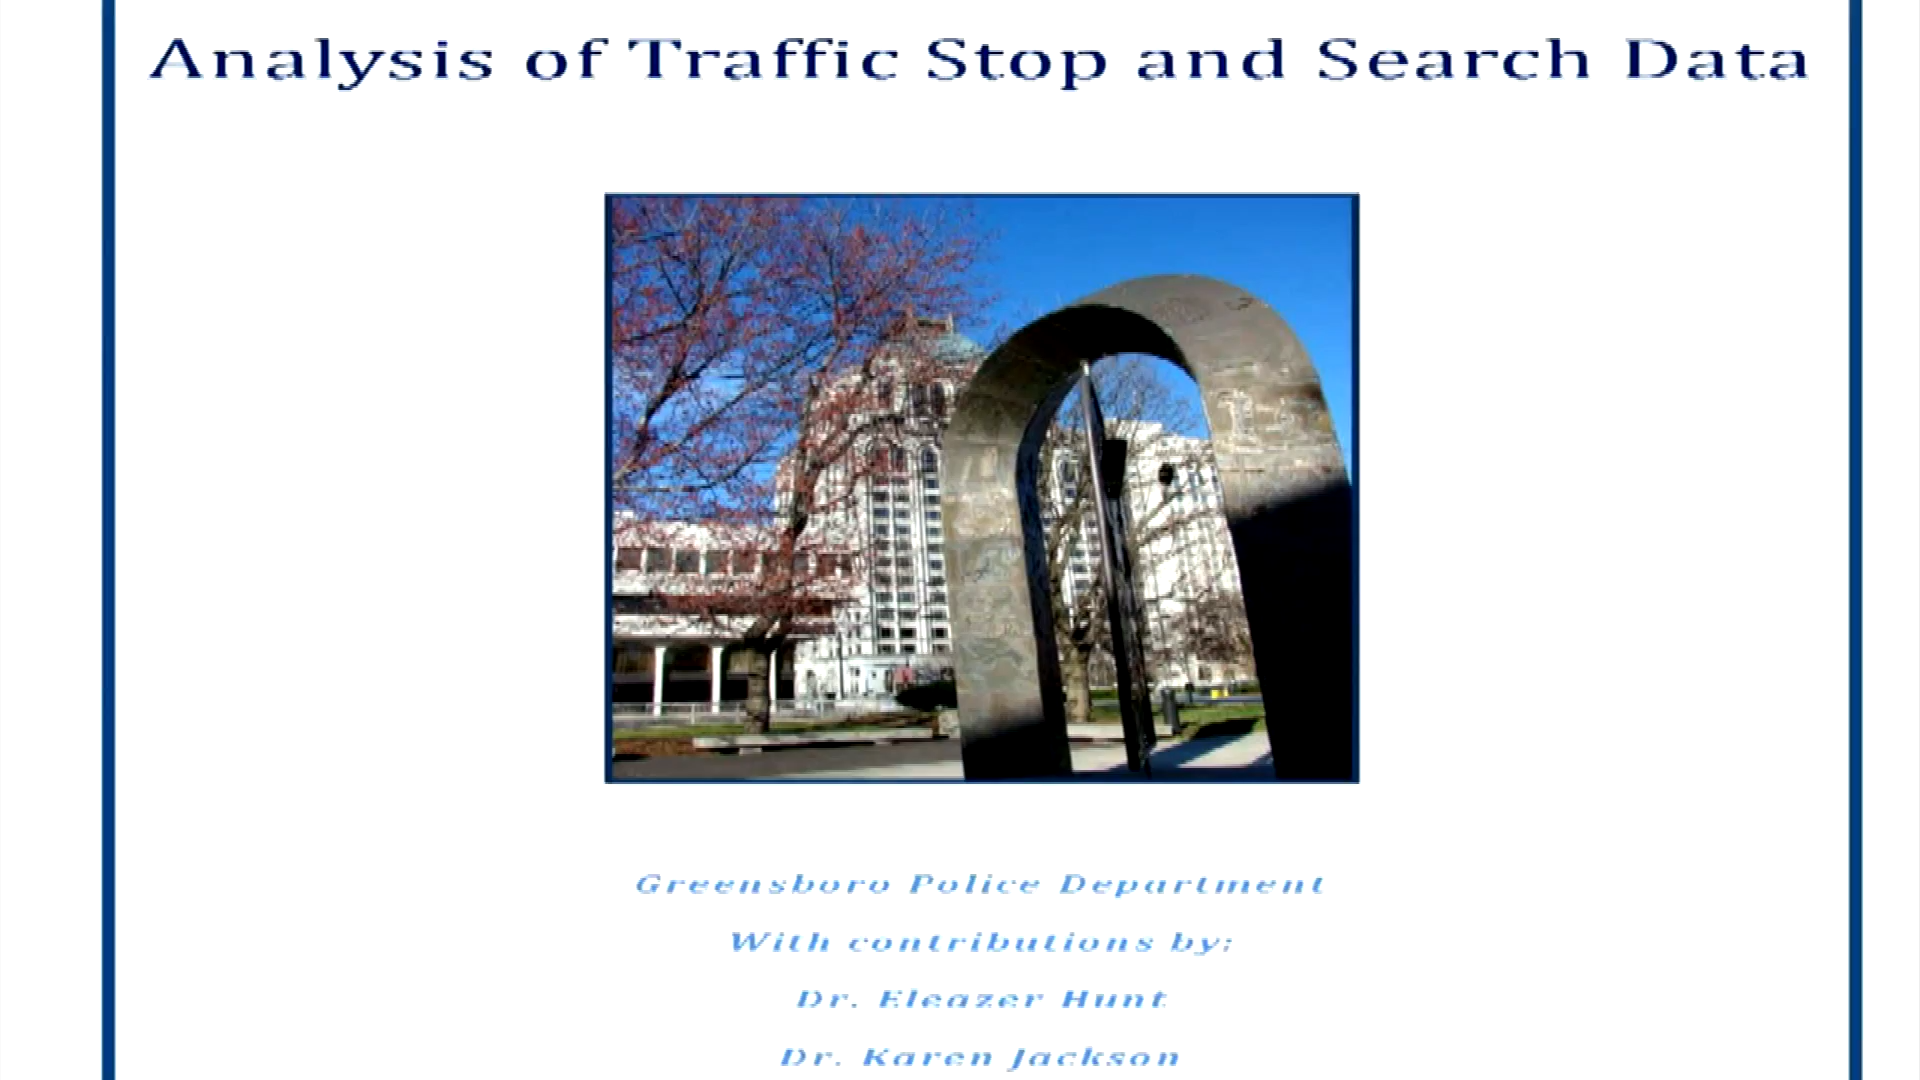 Analysis of Traffic Stop and Search Data
Greensboro Police Department
With contributions by:
Dr. Eleazer Hunt
Dr. Karen Jackson